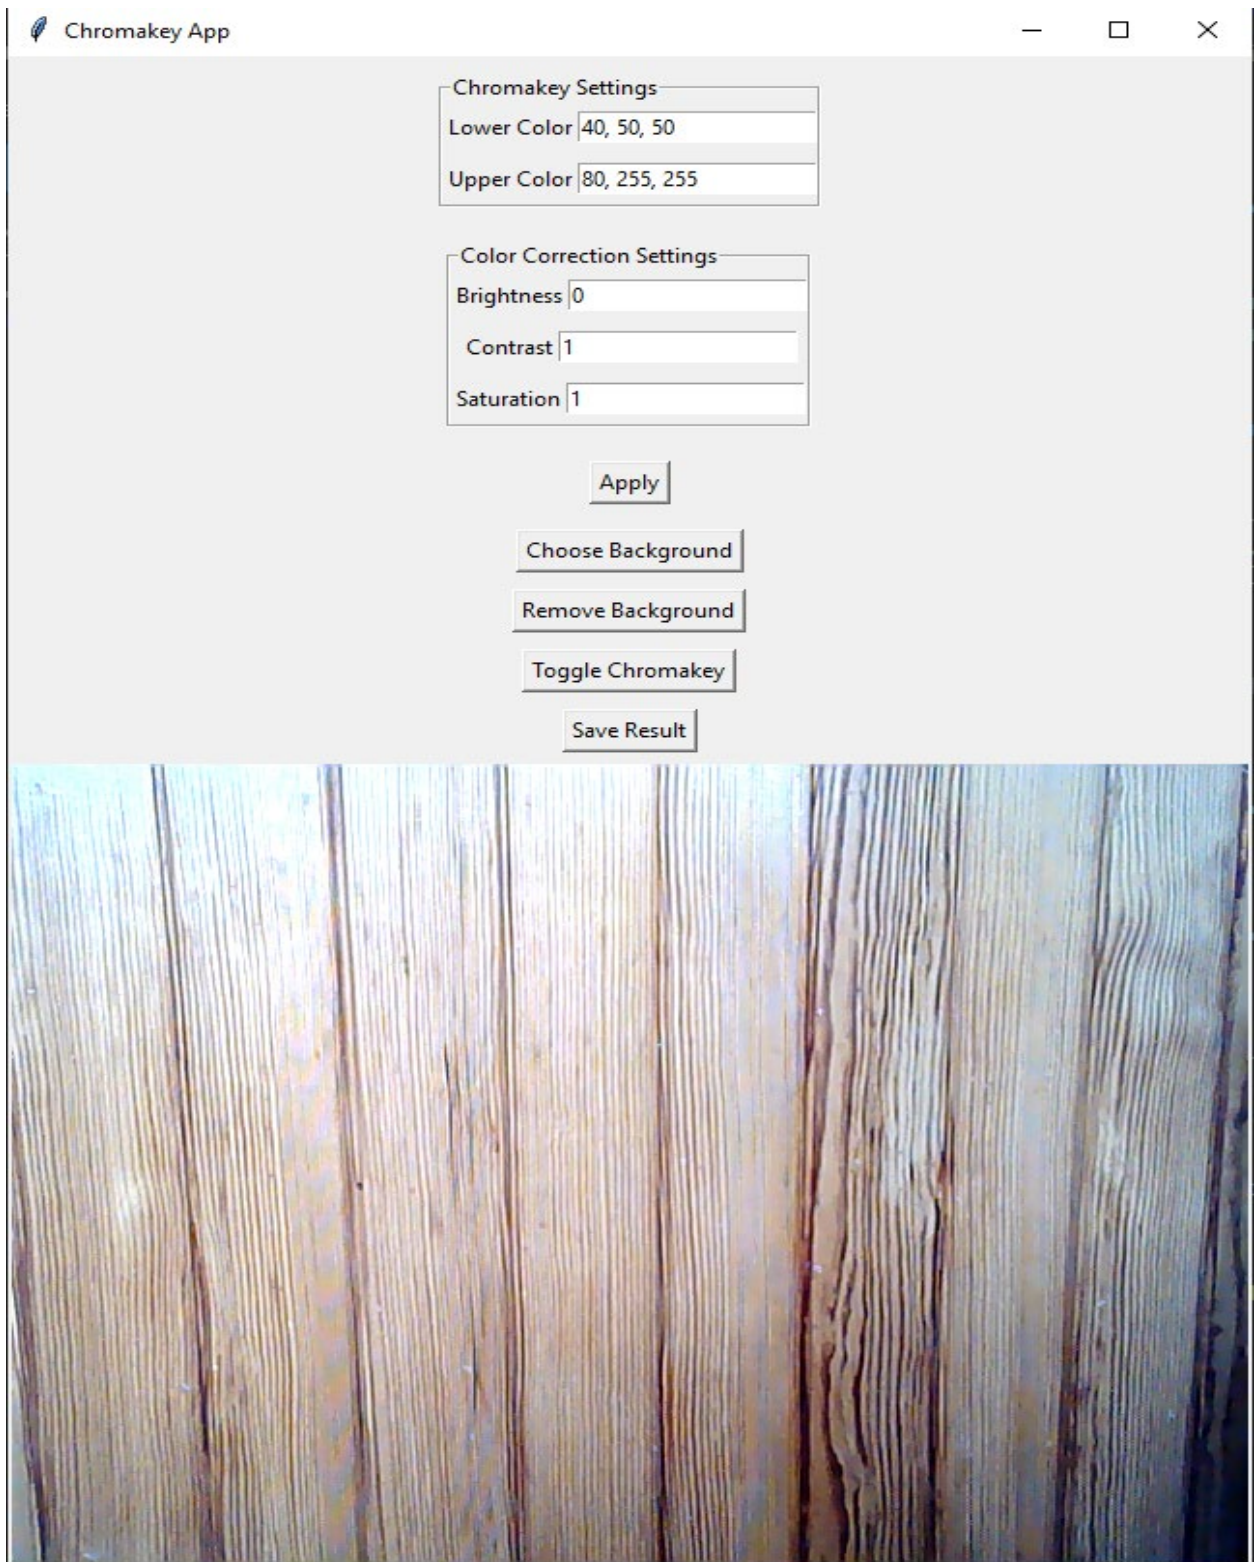 Chromakey App
Chromakey Settings
Lower Color 40, 50, 50
Upper Color 80, 255, 255
Color Correction Settings
Brightness 0
Contrast 1
Saturation 1
Apply
Choose Background
Remove Background
Toggle Chromakey
Save Result